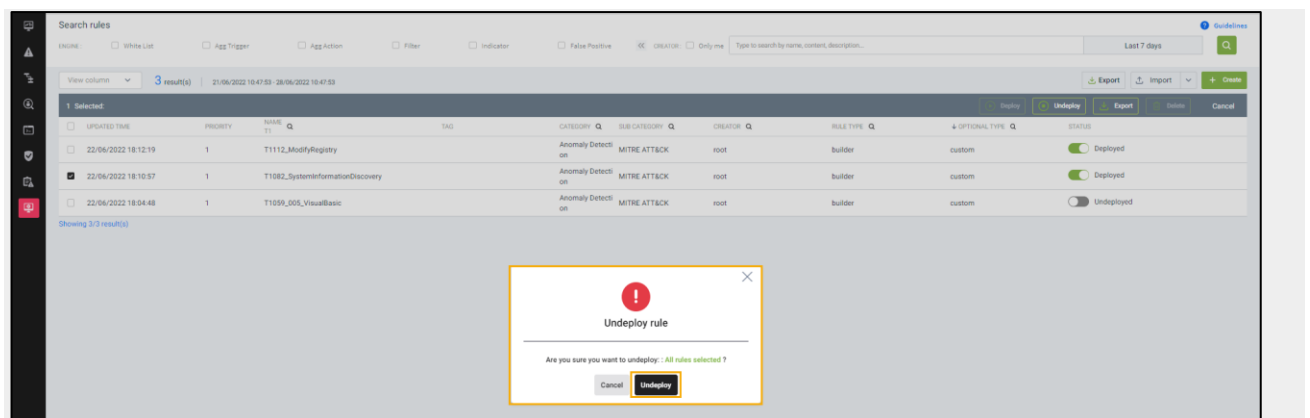 Search rules
Guidelines
ENGINE: White List Agg Trigger Agg Action Filter Indicator False Positive CREATOR: Only me Type to search by name, content, description... Last 7 days
View column 3 result(s) 21/06/2022 10:47:53 - 28/06/2022 10:47:53 Export Import + Create
1 Selected: Deploy Undeploy Export Delete Cancel
UPDATED TIME PRIORITY NAME T1 TAG CATEGORY SUB CATEGORY CREATOR RULE TYPE OPTIONAL TYPE STATUS
22/06/2022 18:12:19 1 T1112_ModifyRegistry Anomaly Detection MITRE ATT&CK root builder custom Deployed
22/06/2022 18:10:57 1 T1082_SystemInformationDiscovery Anomaly Detection MITRE ATT&CK root builder custom Deployed
22/06/2022 18:04:48 1 T1059_005_VisualBasic Anomaly Detection MITRE ATT&CK root builder custom Undeployed
Showing 3/3 result(s)
Undeploy rule
Are you sure you want to undeploy: : All rules selected ?
Cancel Undeploy